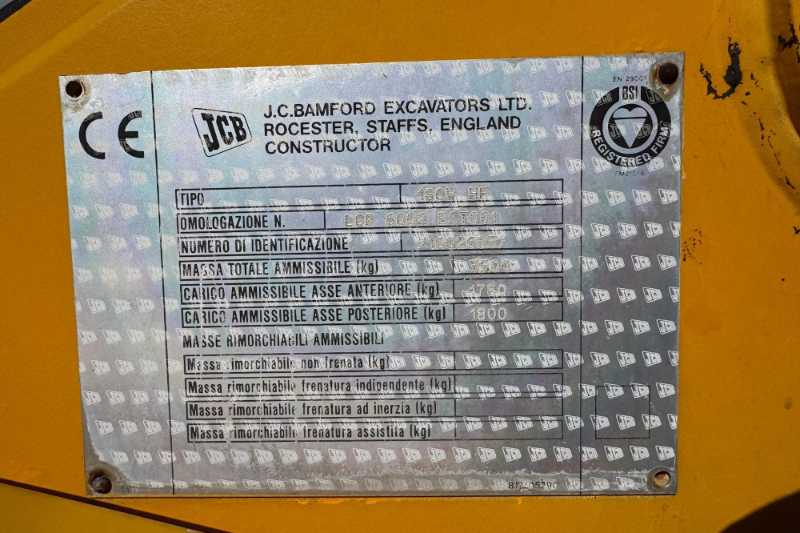 CE
JCB
J.C.BAMFORD EXCAVATORS LTD.
ROCESTER, STAFFS, ENGLAND
CONSTRUCTOR
BSI
REGISTERED FIRM
TIPO
OMOLOGAZIONE N.
NUMERO DI IDENTIFICAZIONE
MASSA TOTALE AMMISSIBILE (kg)
CARICO AMMISSIBILE ASSE ANTERIORE (kg) 4750
CARICO AMMISSIBILE ASSE POSTERIORE (kg) 1800
MASSE RIMORCHIABILI AMMISSIBILI
Massa rimorchiabile non frenata (kg)
Massa rimorchiabile frenatura indipendente (kg)
Massa rimorchiabile frenatura ad inerzia (kg)
Massa rimorchiabile frenatura assistita (kg)